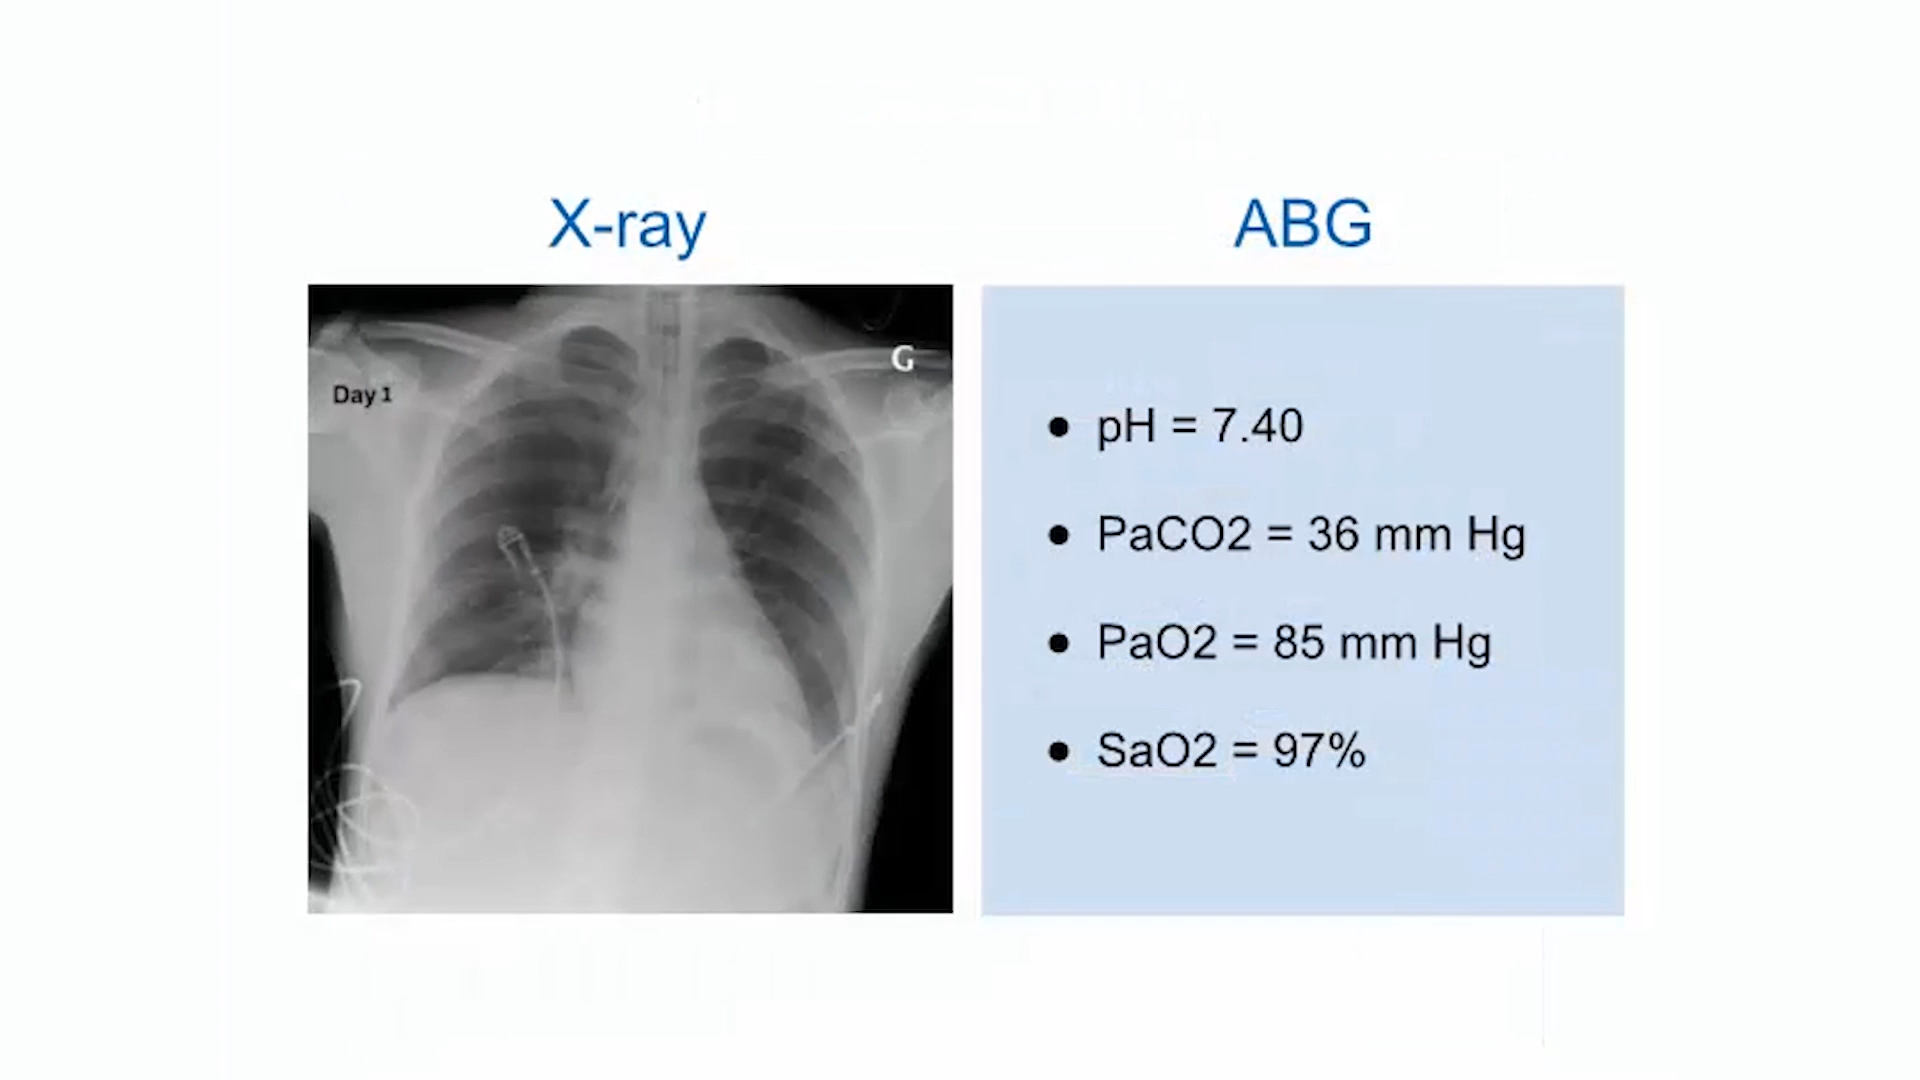 X-ray
ABG
Day 1
G
• pH = 7.40
• PaCO2 = 36 mm Hg
• PaO2 = 85 mm Hg
• SaO2 = 97%